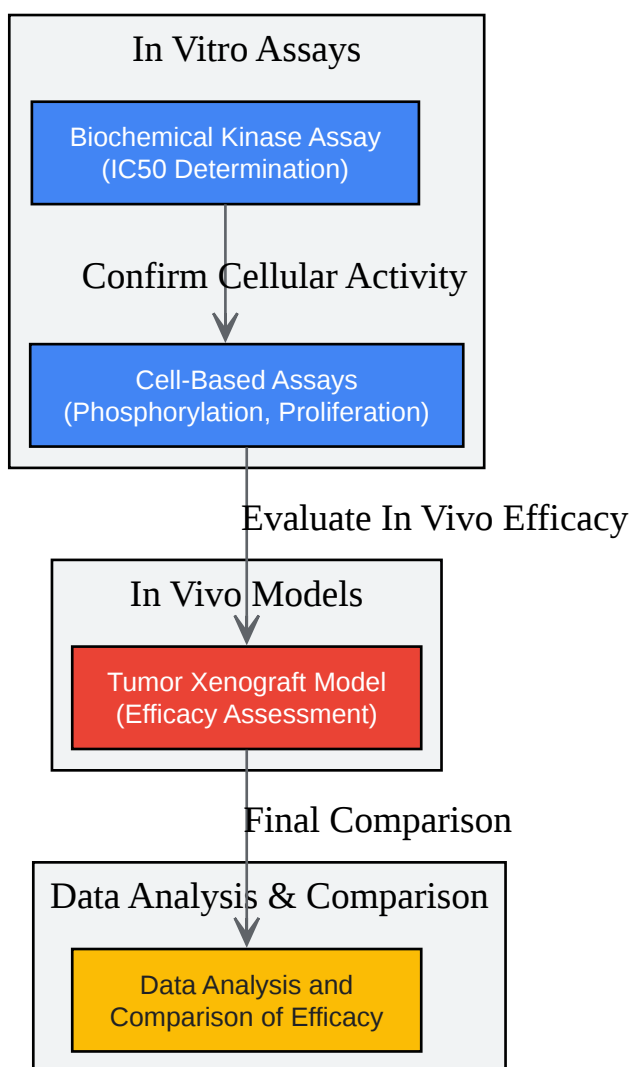 In Vitro Assays
Biochemical Kinase Assay
(IC50 Determination)
Confirm Cellular Activity
Cell-Based Assays
(Phosphorylation, Proliferation)
Evaluate In Vivo Efficacy
In Vivo Models
Tumor Xenograft Model
(Efficacy Assessment)
Final Comparison
Data Analysis & Comparison
Data Analysis and
Comparison of Efficacy